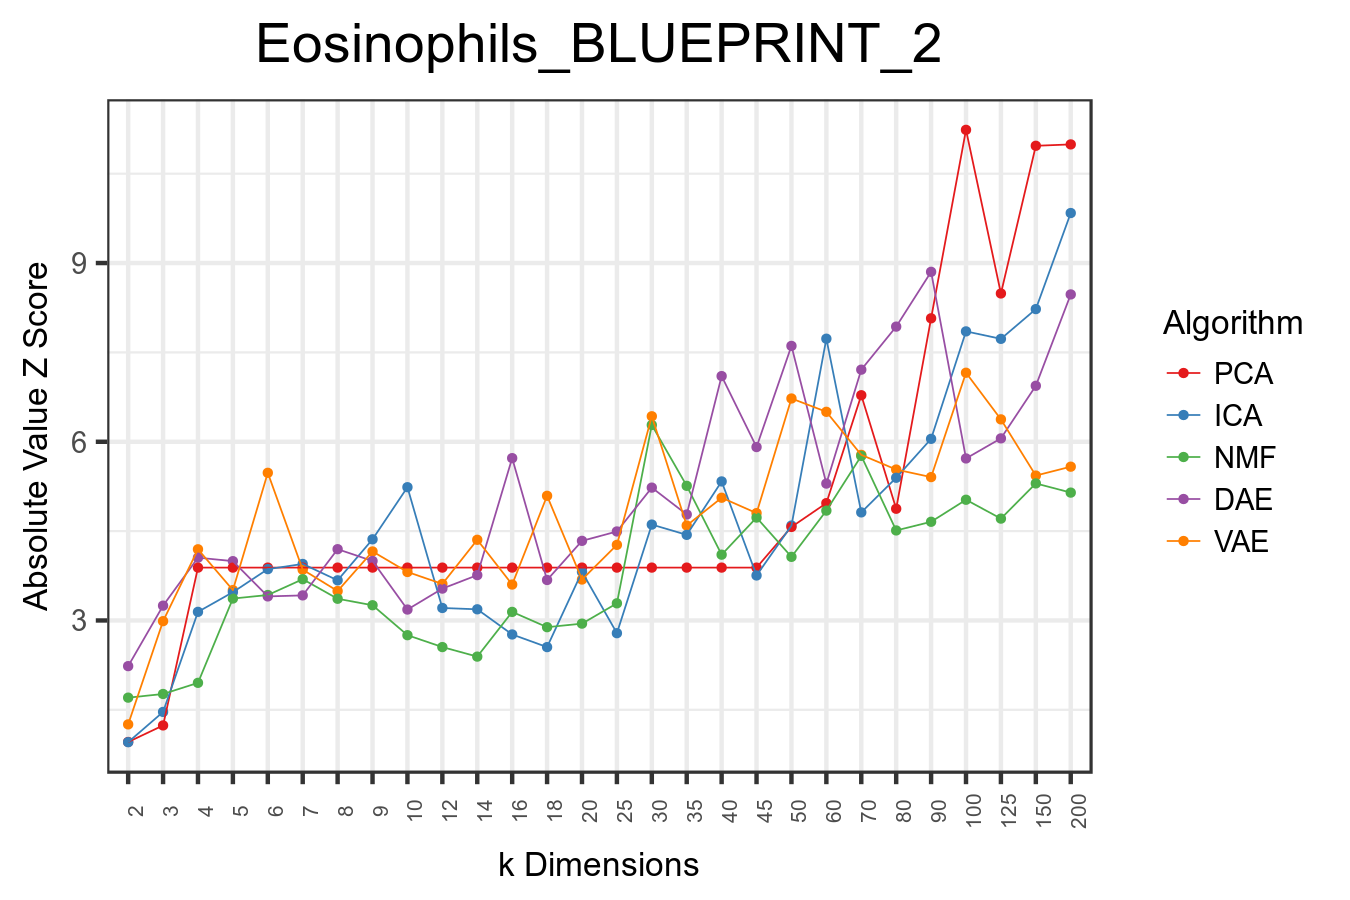 Eosinophils_BLUEPRINT_2
Absolute Value Z Score
9
6
3
2 3 4 5 6 7 8 9 10 12 14 16 18 20 25 30 35 40 45 50 60 70 80 90 100 125 150 200
k Dimensions
Algorithm
PCA
ICA
NMF
DAE
VAE